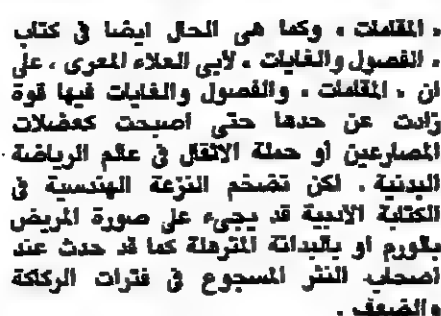 « المقامات » وكما هى الحال ايضا فى كتاب
« الفصول والغايات » لأبى العلاء المعرى ، على
ان « المقامات » والفصول والغايات فيها قوة
زادت عن حدها حتى اصبحت كعضلات
المصارعين أو حملة الاثقال فى عالم الرياضة
البدنية . لكن تضخم النزعة الهندسية فى
الكتابة الادبية قد يجىء على صورة المريض
بالورم او بالبدانة المترهلة كما قد حدث عند
اصحاب النثر المسجوع فى فترات الركاكة
والضعف .